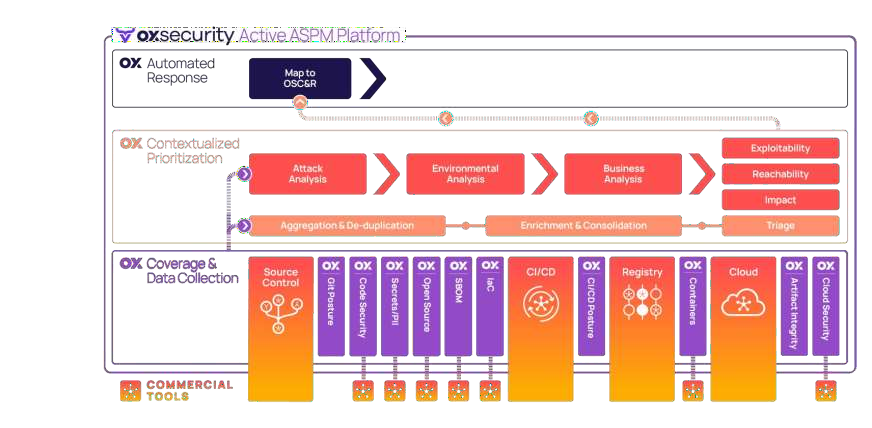 oxsecurity Active ASPM Platform
OX Automated
Response
Map to
OSC&R
OX Contextualized
Prioritization
Attack
Analysis
Environmental
Analysis
Business
Analysis
Exploitability
Reachability
Impact
Aggregation & De-duplication
Enrichment & Consolidation
Triage
OX Coverage &
Data Collection
Source
Control
OX Git Posture
OX Code Security
OX Secrets/PII
OX Open Source
OX SBOM
OX IaC
CI/CD
OX CI/CD Posture
Registry
OX Containers
Cloud
OX Artifact Integrity
OX Cloud Security
COMMERCIAL
TOOLS